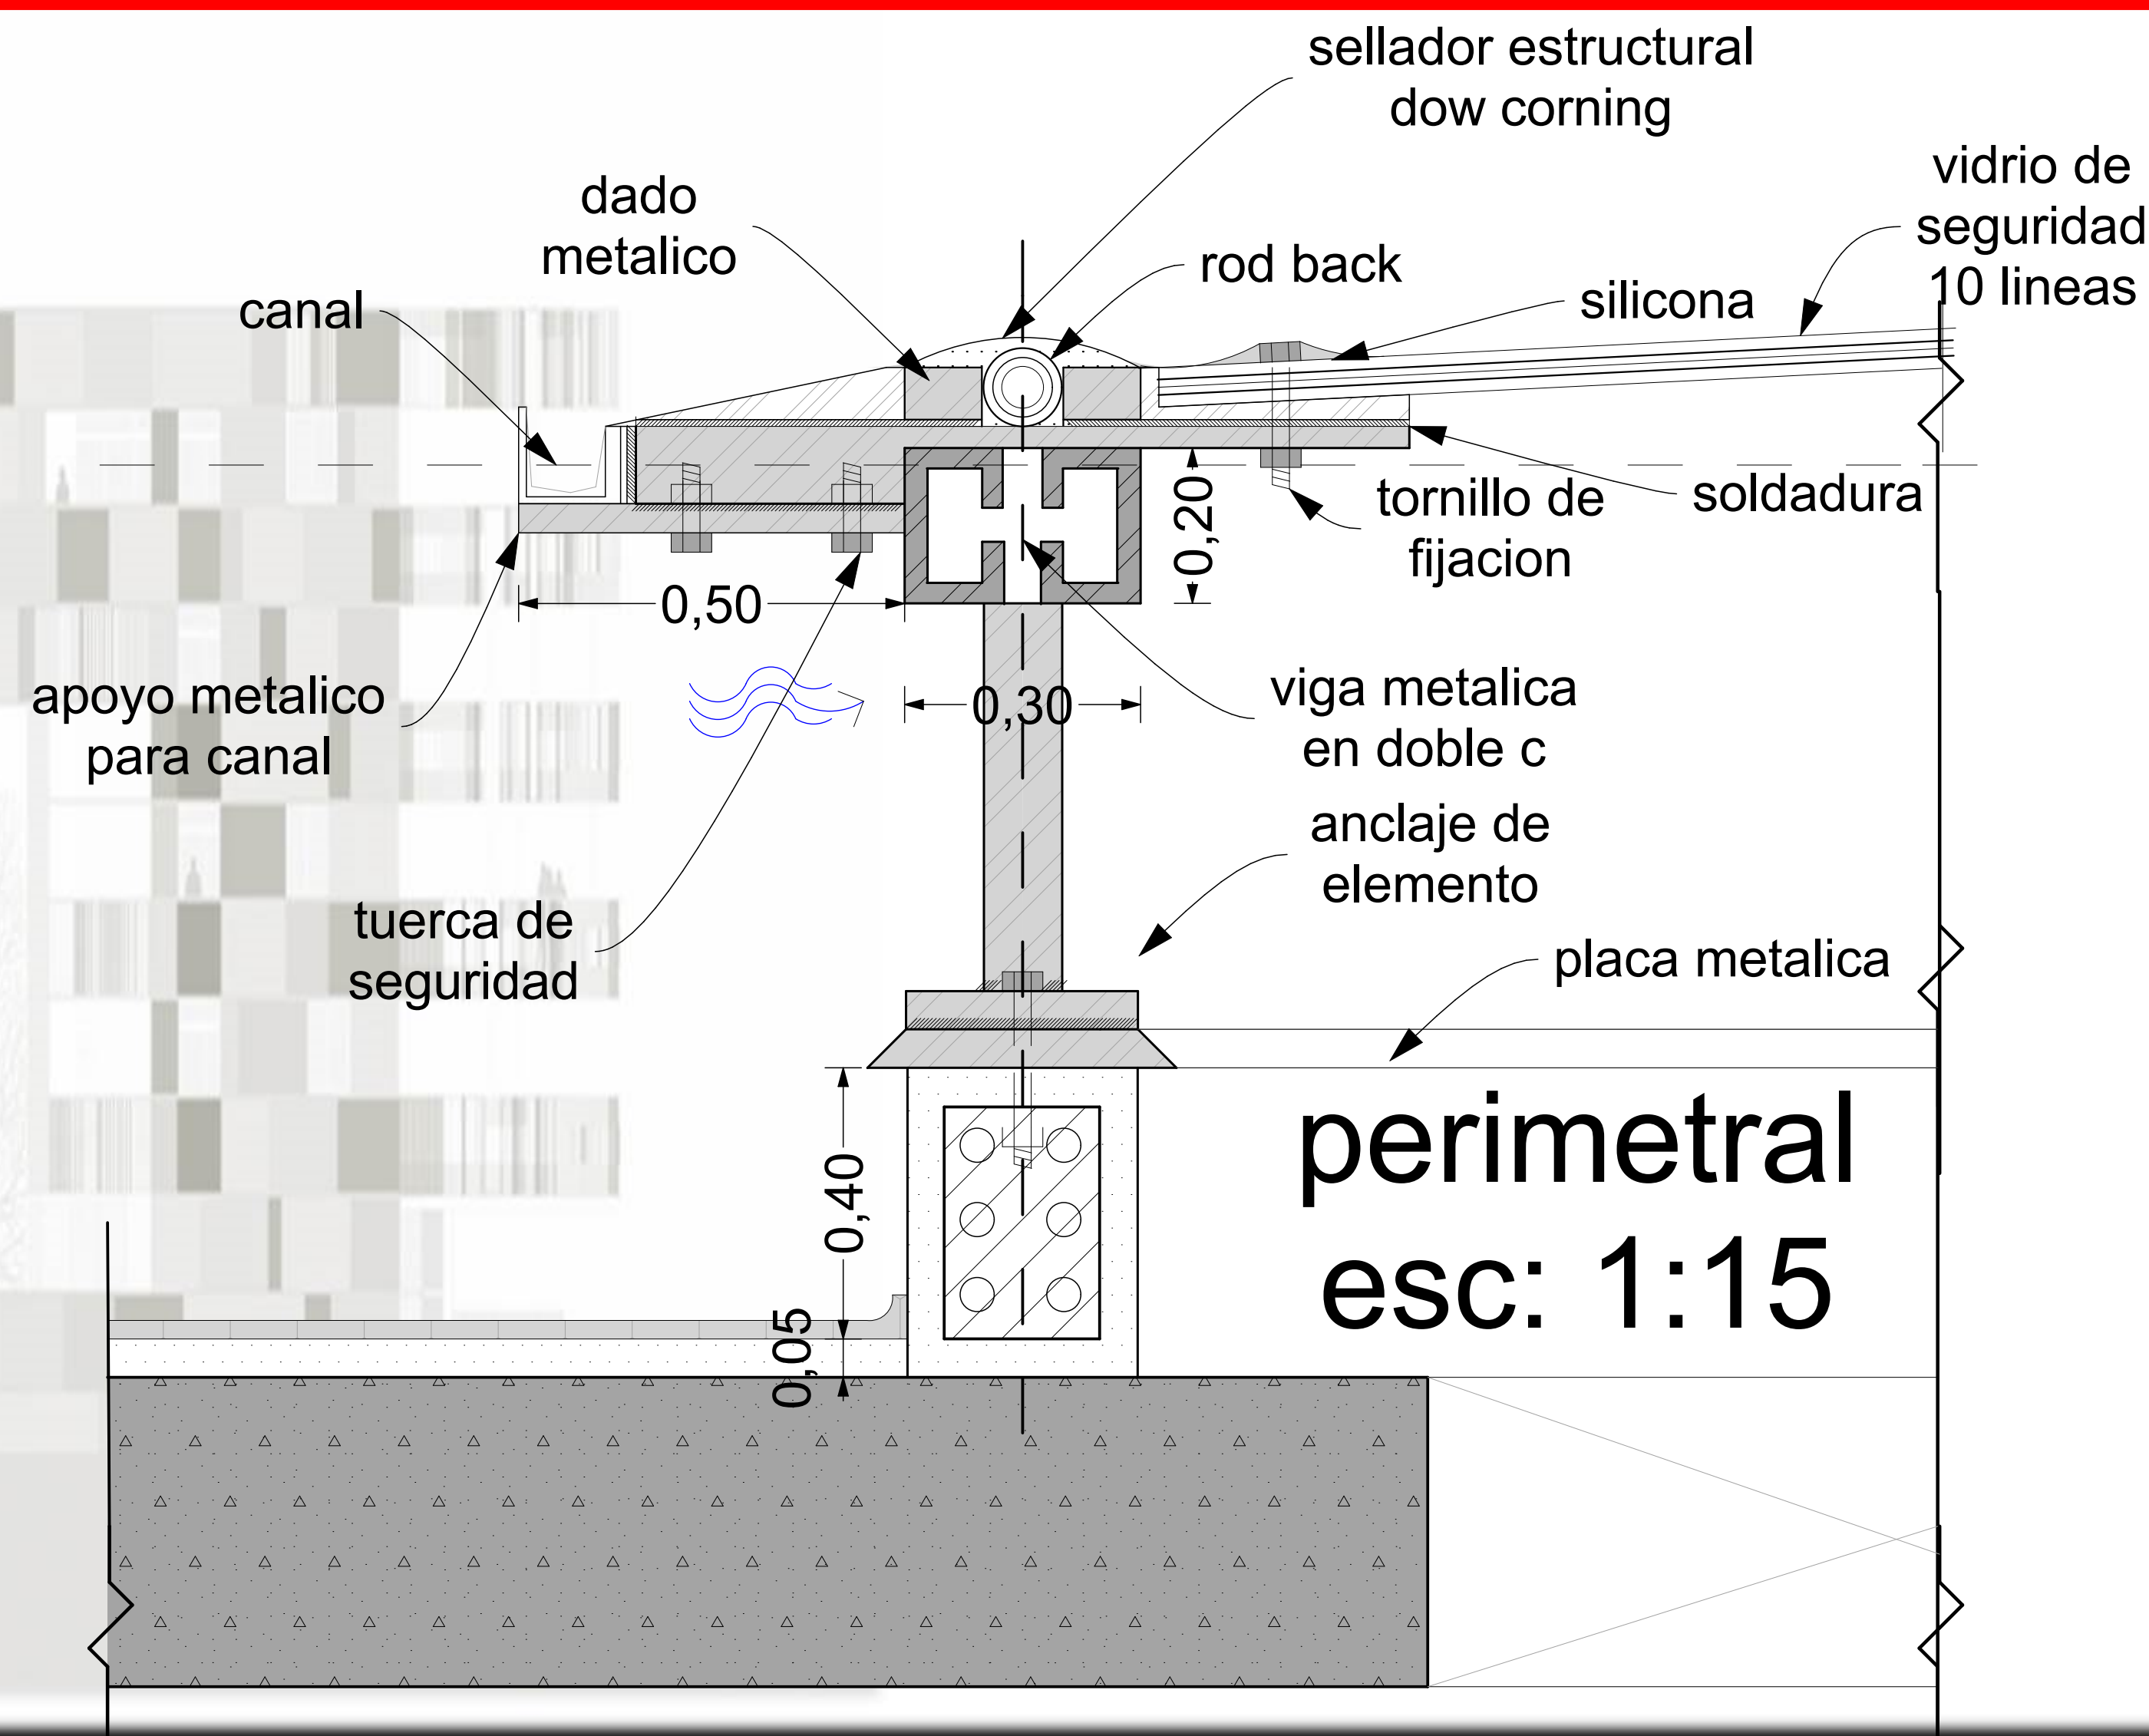 sellador estructural
dow corning
vidrio de
seguridad
10 lineas
dado
metalico
rod back
silicona
canal
tornillo de
fijacion
soldadura
0,20
0,50
apoyo metalico
para canal
0,30
viga metalica
en doble c
anclaje de
elemento
tuerca de
seguridad
placa metalica
perimetral
esc: 1:15
0,40
0,05